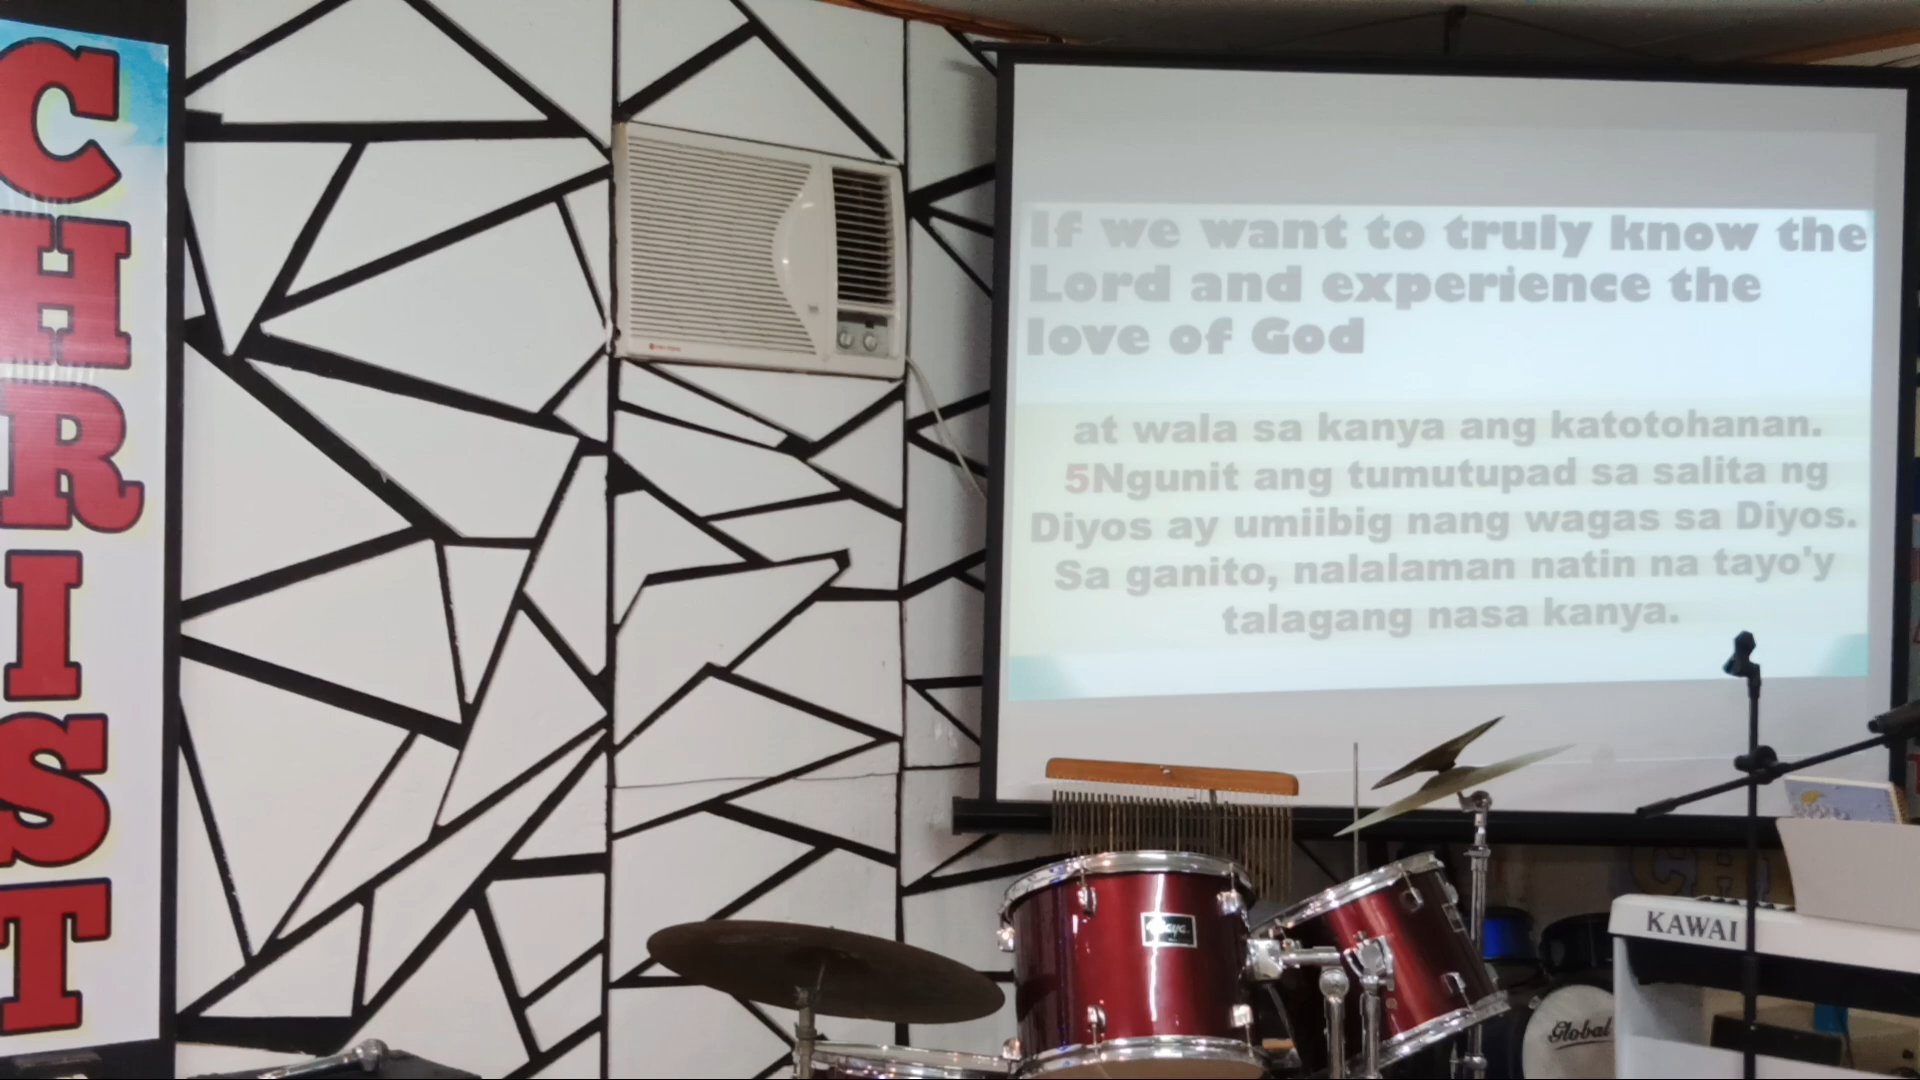 CHRIST
If we want to truly know the
Lord and experience the
love of God
at wala sa kanya ang katotohanan.
5Ngunit ang tumutupad sa salita ng
Diyos ay umiibig nang wagas sa Diyos.
Sa ganito, nalalaman natin na tayo'y
talagang nasa kanya.
KAWAI
Global